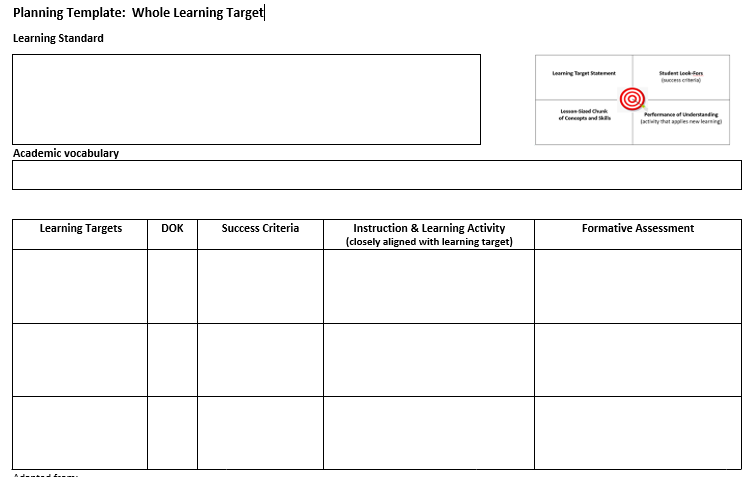 Planning Template:  Whole Learning Target
Learning Standard
Learning Target Statement
Student Look-Fors
(success criteria)
Lesson-Sized Chunk
of Concepts and Skills
Performance of Understanding
(activity that applies new learning)
Academic vocabulary
Learning Targets
DOK
Success Criteria
Instruction & Learning Activity
(closely aligned with learning target)
Formative Assessment
Adapted from: